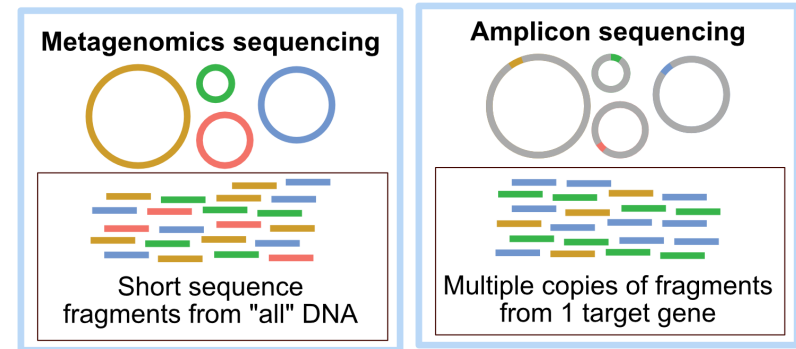 Metagenomics sequencing
Short sequence
fragments from "all" DNA
Amplicon sequencing
Multiple copies of fragments
from 1 target gene